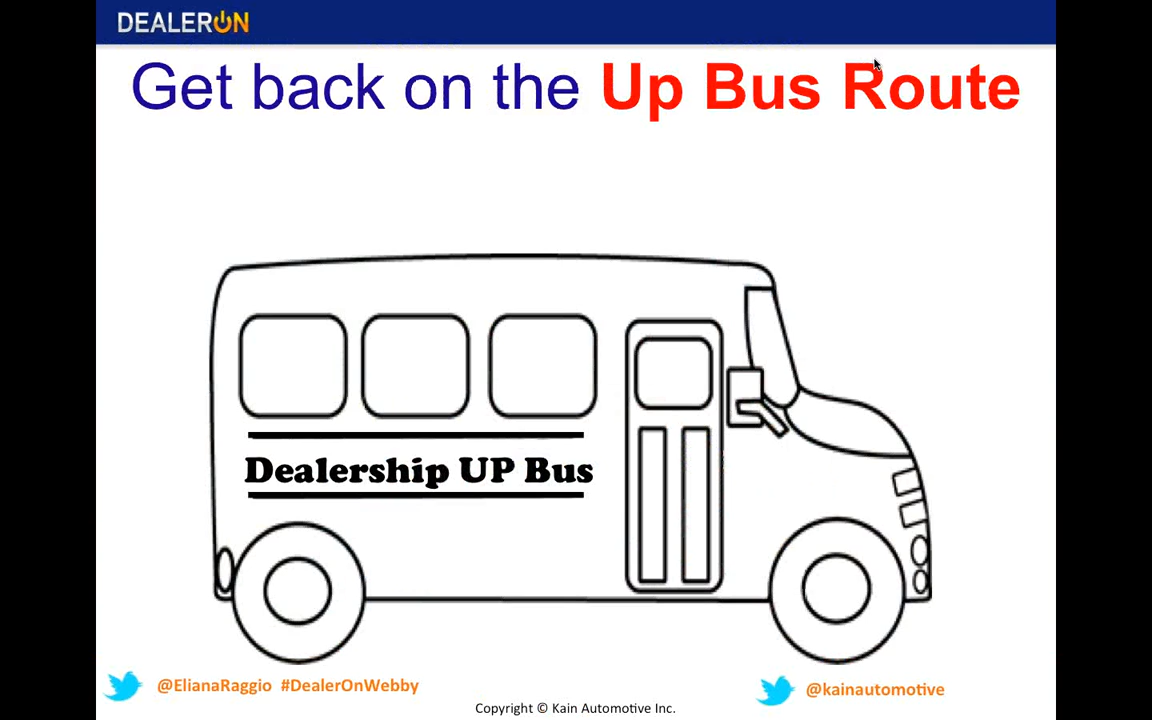 DEALERON
Get back on the Up Bus Route
Dealership UP Bus
@ElianaRaggio #DealerOnWebby
@kainautomotive
Copyright © Kain Automotive Inc.